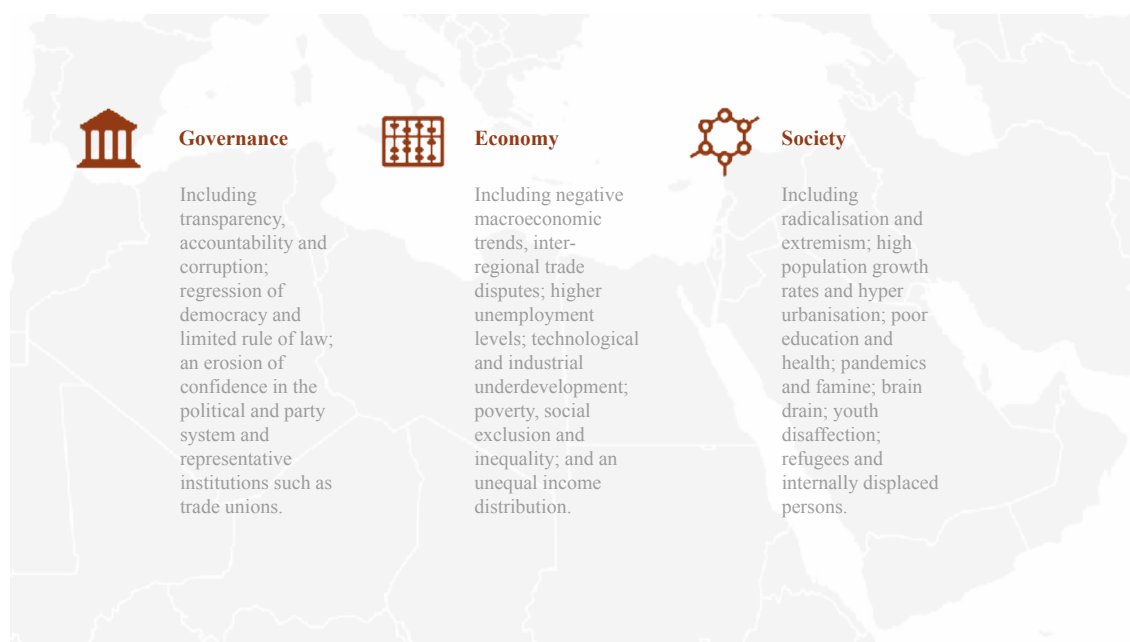 Governance
Including
transparency,
accountability and
corruption;
regression of
democracy and
limited rule of law;
an erosion of
confidence in the
political and party
system and
representative
institutions such as
trade unions.
Economy
Including negative
macroeconomic
trends, inter-
regional trade
disputes; higher
unemployment
levels; technological
and industrial
underdevelopment;
poverty, social
exclusion and
inequality; and an
unequal income
distribution.
Society
Including
radicalisation and
extremism; high
population growth
rates and hyper
urbanisation; poor
education and
health; pandemics
and famine; brain
drain; youth
disaffection;
refugees and
internally displaced
persons.